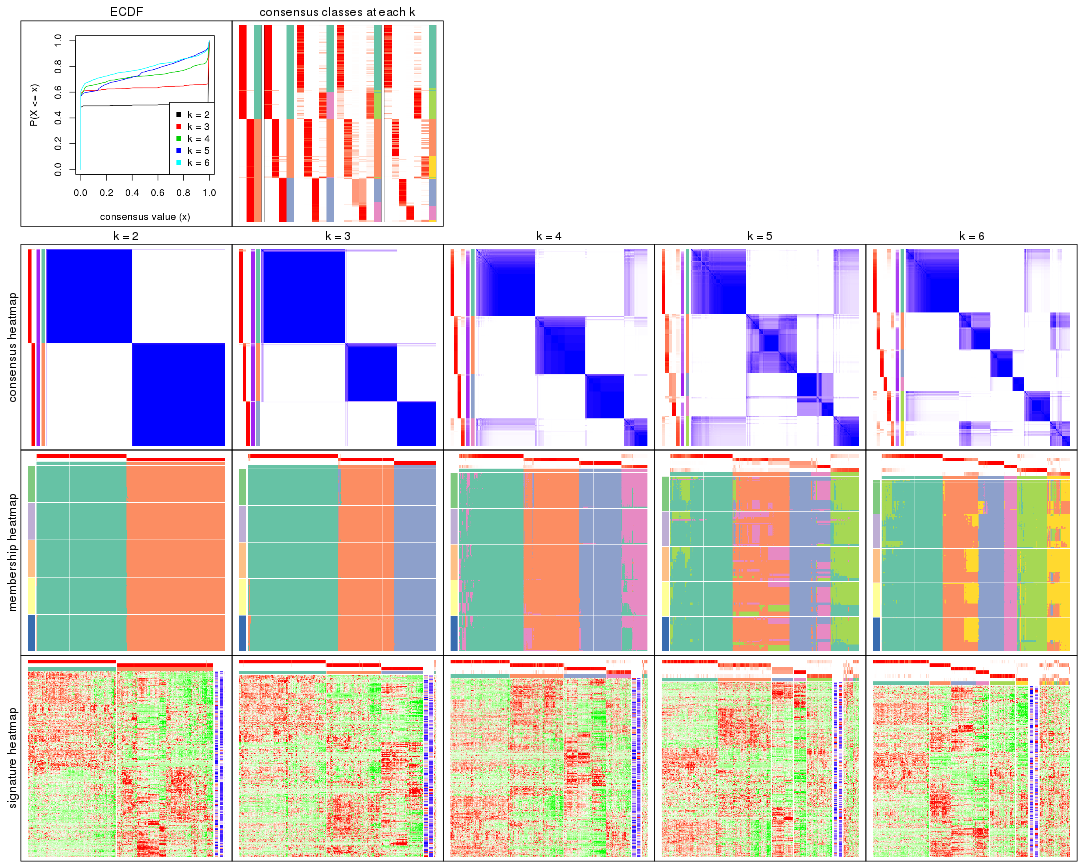 ECDF
consensus classes at each k
P(X <= x)
0.0 0.2 0.4 0.6 0.8 1.0
k = 2
k = 3
k = 4
k = 5
k = 6
0.0 0.2 0.4 0.6 0.8 1.0
consensus value (x)
k = 2 k = 3 k = 4 k = 5 k = 6
consensus heatmap
membership heatmap
signature heatmap